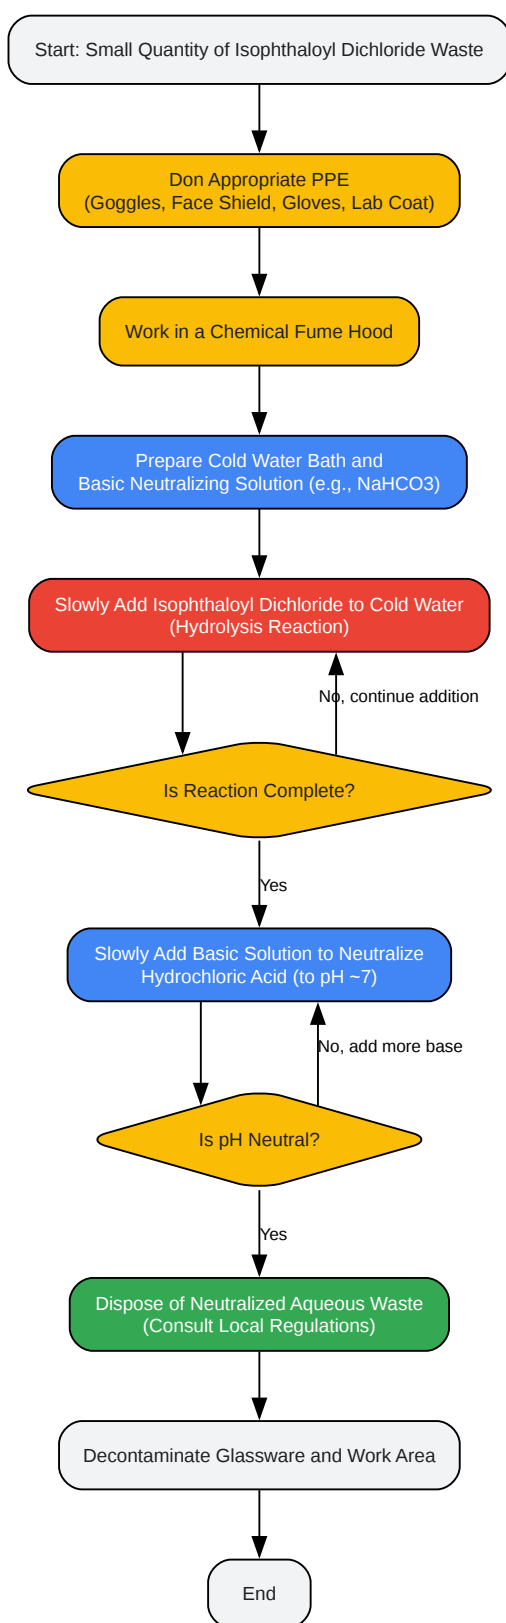 Start: Small Quantity of Isophthaloyl Dichloride Waste
Don Appropriate PPE
(Goggles, Face Shield, Gloves, Lab Coat)
Work in a Chemical Fume Hood
Prepare Cold Water Bath and
Basic Neutralizing Solution (e.g., NaHCO3)
Slowly Add Isophthaloyl Dichloride to Cold Water
(Hydrolysis Reaction)
No, continue addition
Is Reaction Complete?
Yes
Slowly Add Basic Solution to Neutralize
Hydrochloric Acid (to pH ~7)
No, add more base
Is pH Neutral?
Yes
Dispose of Neutralized Aqueous Waste
(Consult Local Regulations)
Decontaminate Glassware and Work Area
End